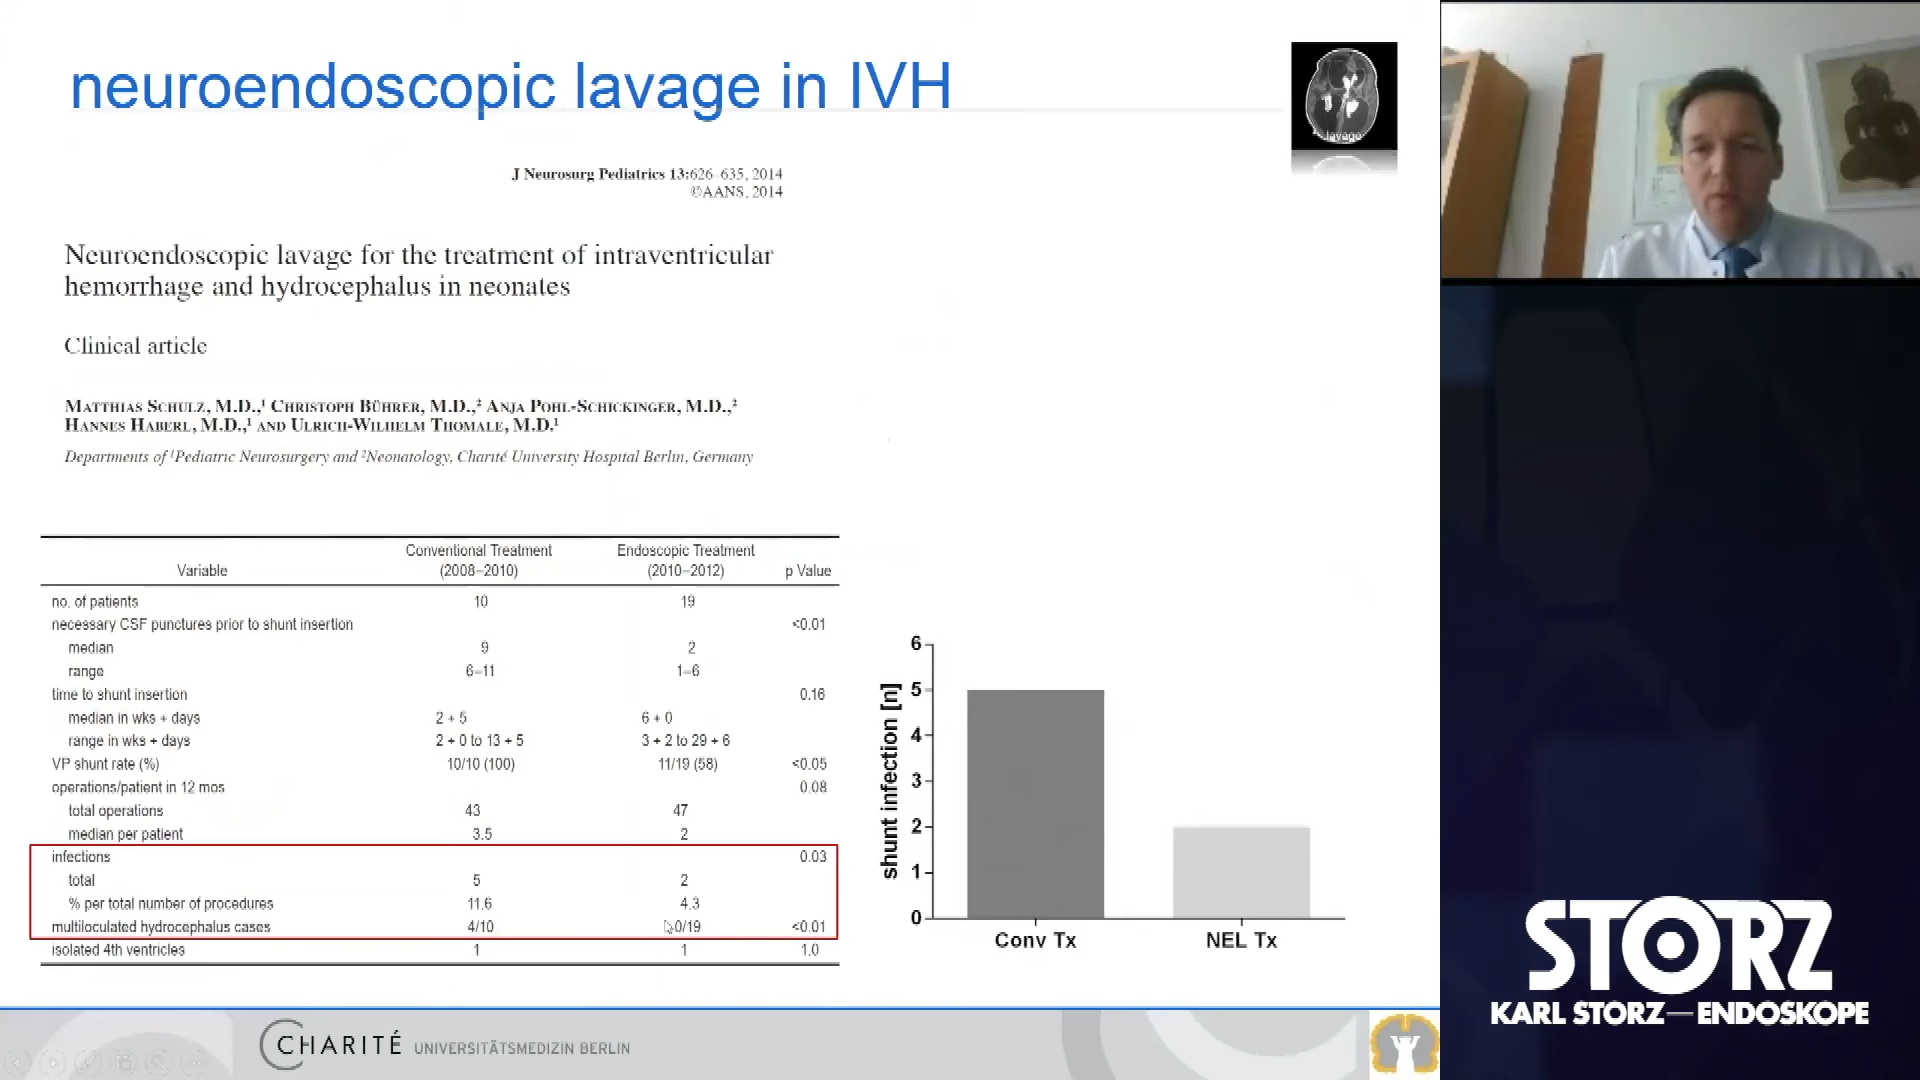 neuroendoscopic lavage in IVH
lavage
J Neurosurg Pediatrics 13:626–635, 2014
©AANS, 2014
Neuroendoscopic lavage for the treatment of intraventricular
hemorrhage and hydrocephalus in neonates
Clinical article
Matthias Schulz, M.D.,¹ Christoph Bührer, M.D.,² Anja Pohl-Schickinger, M.D.,²
Hannes Haberl, M.D.,¹ and Ulrich-Wilhelm Thomale, M.D.¹
Departments of ¹Pediatric Neurosurgery and ²Neonatology, Charité University Hospital Berlin, Germany
Conventional Treatment Endoscopic Treatment
Variable (2008–2010) (2010–2012) p Value
no. of patients 10 19
necessary CSF punctures prior to shunt insertion <0.01
median 9 2
range 6–11 1–6
time to shunt insertion 0.16
median in wks + days 2 + 5 6 + 0
range in wks + days 2 + 0 to 13 + 5 3 + 2 to 29 + 6
VP shunt rate (%) 10/10 (100) 11/19 (58) <0.05
operations/patient in 12 mos 0.08
total operations 43 47
median per patient 3.5 2
infections 0.03
total 5 2
% per total number of procedures 11.6 4.3
multiloculated hydrocephalus cases 4/10 0/19 <0.01
isolated 4th ventricles 1 1 1.0
shunt infection [n]
6
5
4
3
2
1
0
Conv Tx NEL Tx
CHARITÉ UNIVERSITÄTSMEDIZIN BERLIN
STORZ
KARL STORZ—ENDOSKOPE